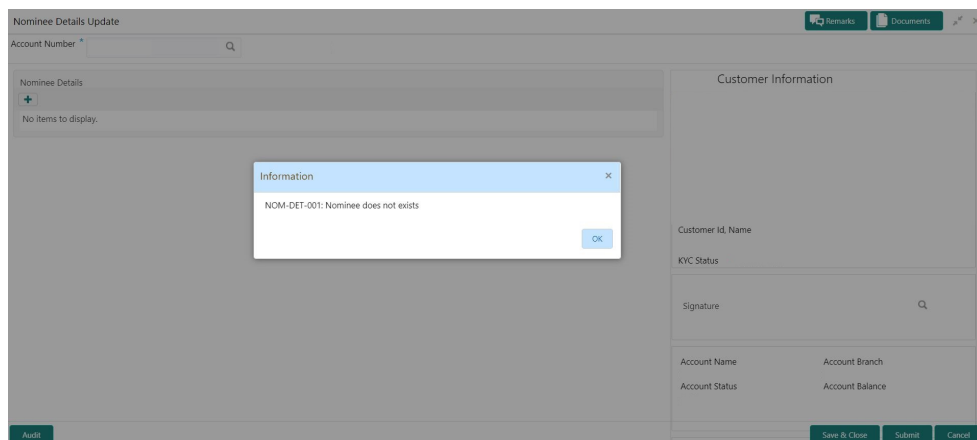 Nominee Details Update
Remarks
Documents
Account Number *
Nominee Details
No items to display.
Customer Information
Information
NOM-DET-001: Nominee does not exists
OK
Customer Id, Name
KYC Status
Signature
Account Name Account Branch
Account Status Account Balance
Audit
Save & Close Submit Cancel